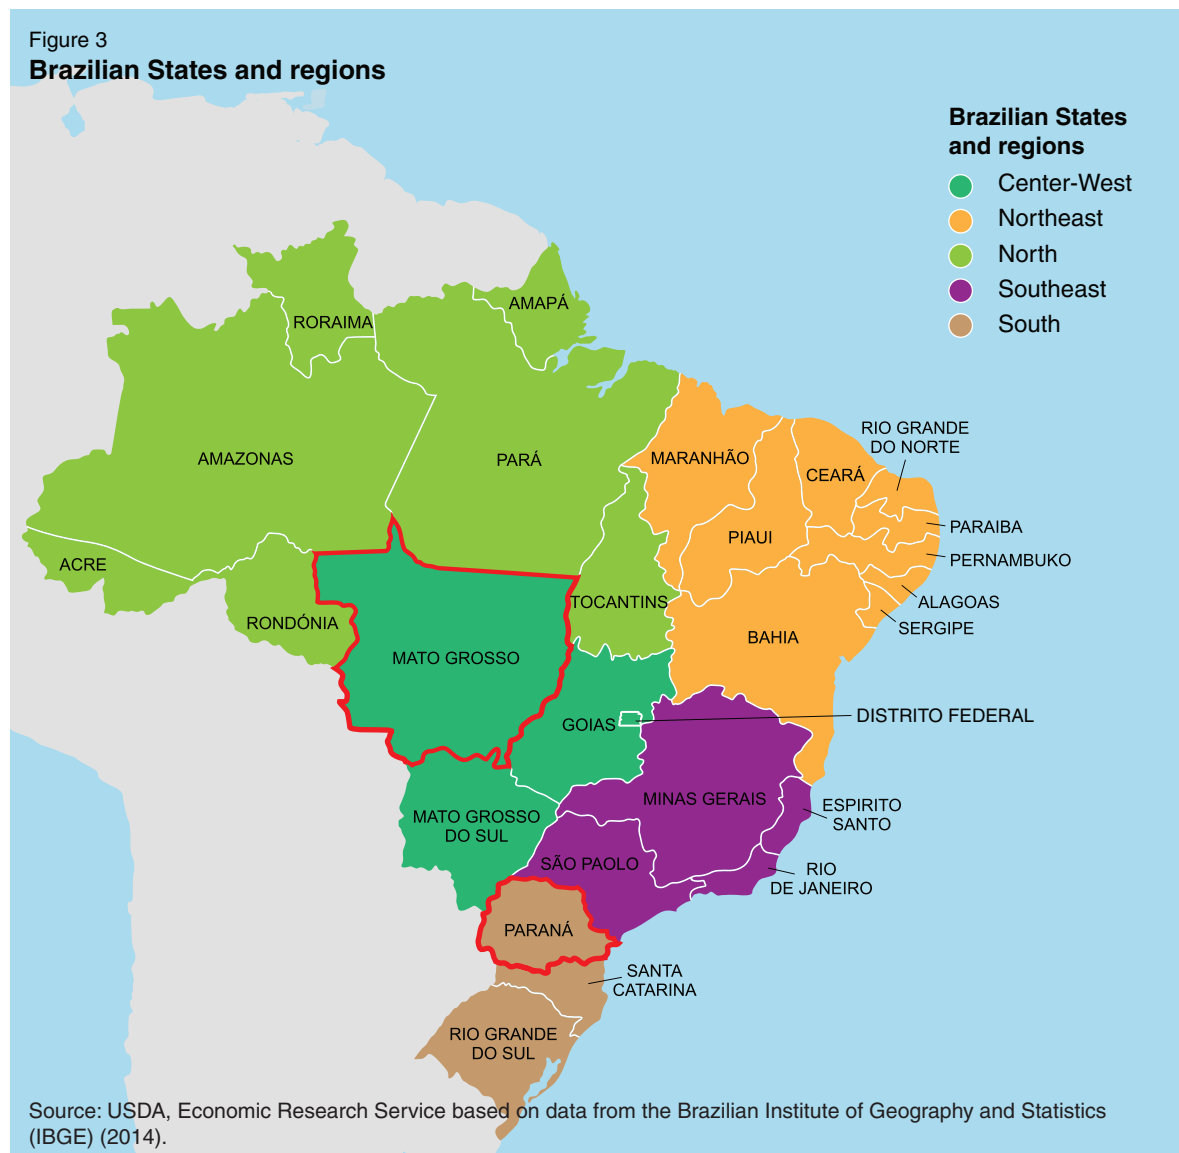 Figure 3
Brazilian States and regions
Brazilian States
and regions
Center-West
Northeast
North
Southeast
South
AMAPÁ
RORAIMA
AMAZONAS
PARÁ
MARANHÃO
CEARÁ
RIO GRANDE
DO NORTE
PIAUI
PARAIBA
PERNAMBUKO
ACRE
TOCANTINS
ALAGOAS
SERGIPE
RONDÓNIA
BAHIA
MATO GROSSO
GOIAS
DISTRITO FEDERAL
MINAS GERAIS
ESPIRITO
SANTO
MATO GROSSO
DO SUL
SÃO PAOLO
RIO
DE JANEIRO
PARANÁ
SANTA
CATARINA
RIO GRANDE
DO SUL
Source: USDA, Economic Research Service based on data from the Brazilian Institute of Geography and Statistics
(IBGE) (2014).